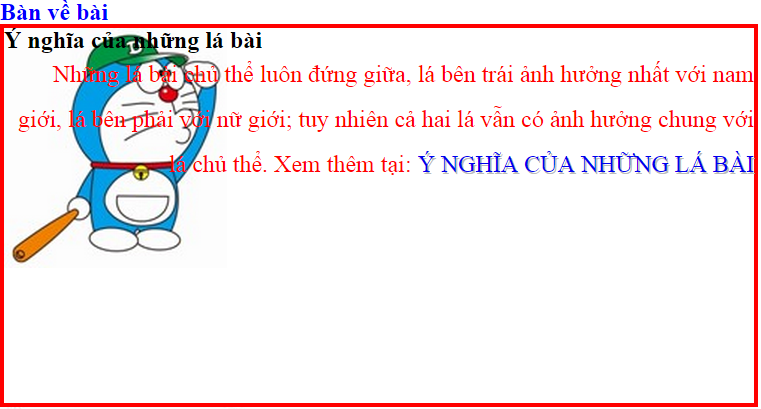 Bàn về bài
Ý nghĩa của những lá bài
Những lá bài chủ thể luôn đứng giữa, lá bên trái ảnh hưởng nhất với nam
giới, lá bên phải với nữ giới; tuy nhiên cả hai lá vẫn có ảnh hưởng chung với
lá chủ thể. Xem thêm tại: Ý NGHĨA CỦA NHỮNG LÁ BÀI
D